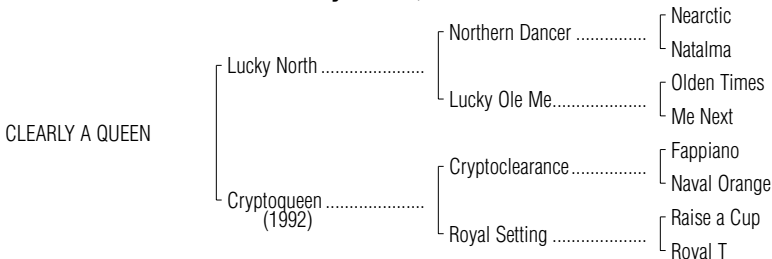 Nearctic
Northern Dancer ...............
Natalma
Lucky North ......................
Olden Times
Lucky Ole Me....................
Me Next
CLEARLY A QUEEN
Fappiano
Cryptoclearance................
Naval Orange
Cryptoqueen .....................
(1992)
Raise a Cup
Royal Setting ....................
Royal T